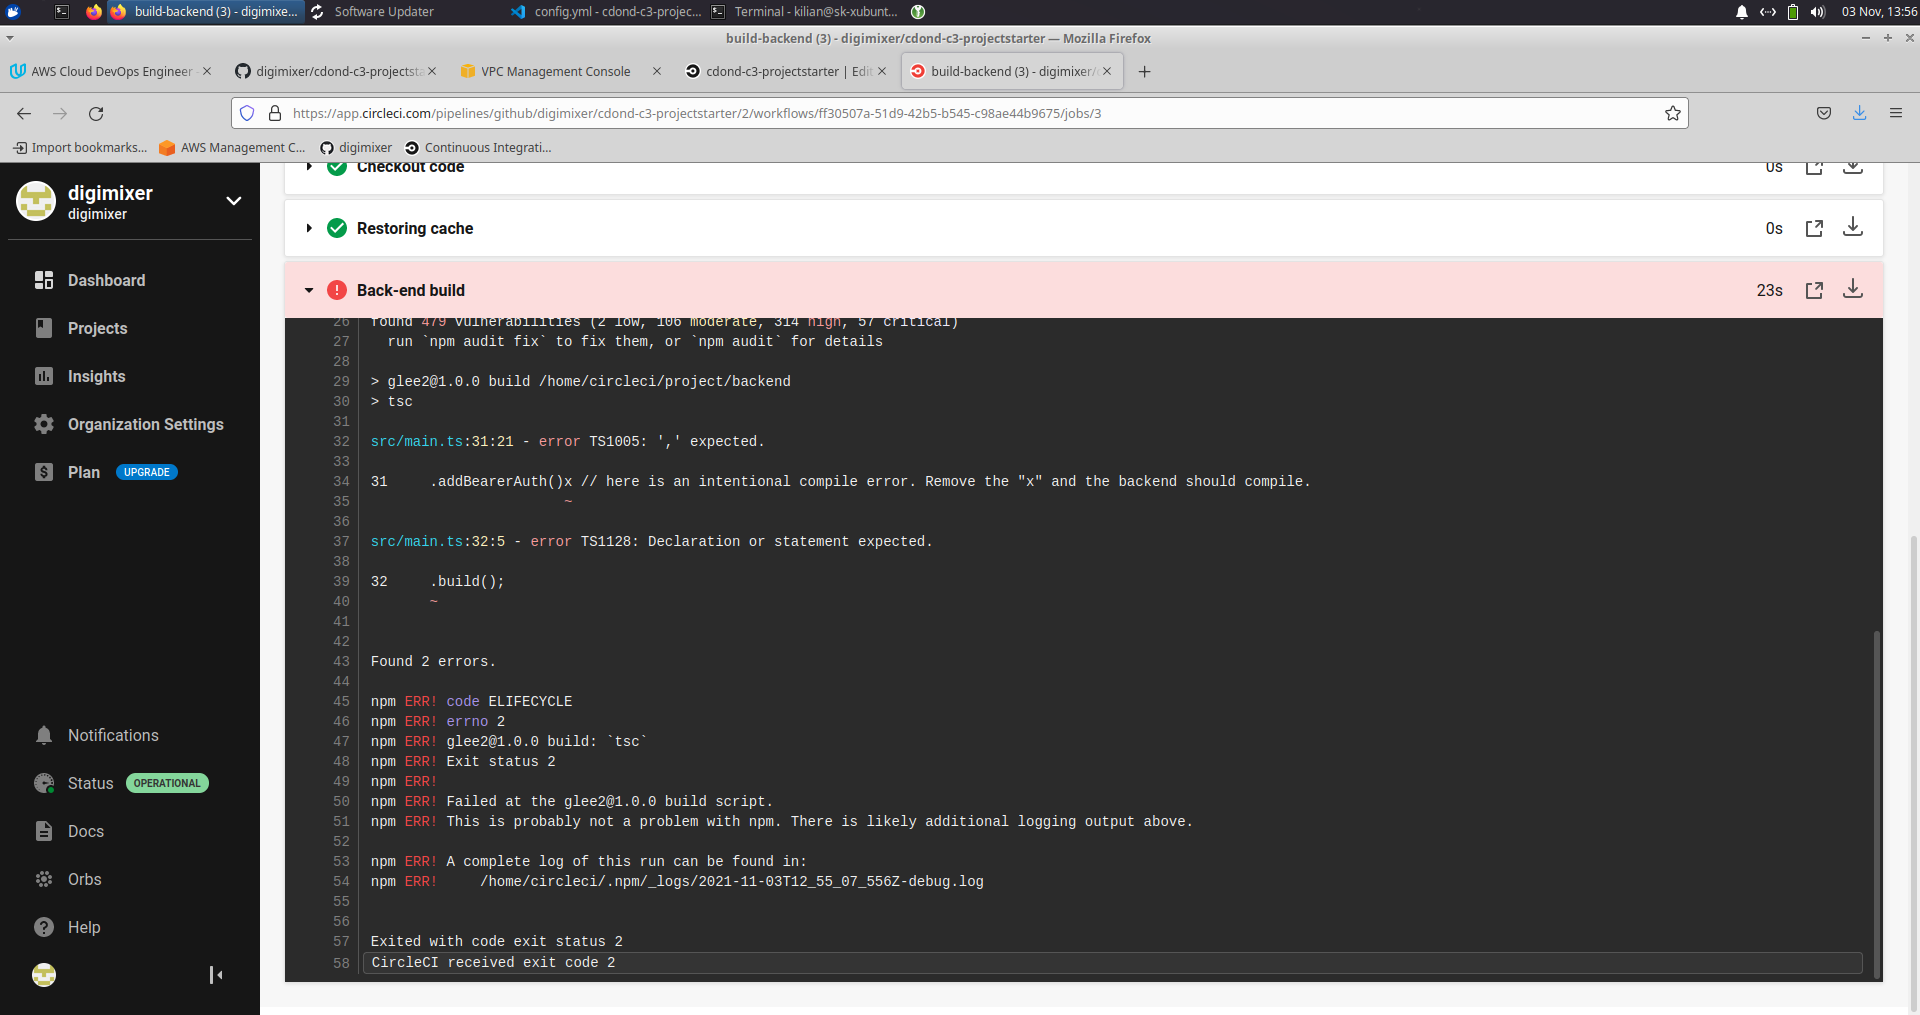 build-backend (3) - digimixe...
Software Updater
config.yml - cdond-c3-projec...
Terminal - kilian@sk-xubunt...
03 Nov, 13:56
build-backend (3) - digimixer/cdond-c3-projectstarter — Mozilla Firefox
AWS Cloud DevOps Engineer
digimixer/cdond-c3-projectsta
VPC Management Console
cdond-c3-projectstarter | Edit
build-backend (3) - digimixer/c
https://app.circleci.com/pipelines/github/digimixer/cdond-c3-projectstarter/2/workflows/ff30507a-51d9-42b5-b545-c98ae44b9675/jobs/3
Import bookmarks...
AWS Management C...
digimixer
Continuous Integrati...
digimixer
digimixer
Dashboard
Projects
Insights
Organization Settings
Plan UPGRADE
Notifications
Status OPERATIONAL
Docs
Orbs
Help
Checkout code 0s
Restoring cache 0s
Back-end build 23s
26 found 479 vulnerabilities (2 low, 106 moderate, 314 high, 57 critical)
27 run `npm audit fix` to fix them, or `npm audit` for details
28
29 > glee2@1.0.0 build /home/circleci/project/backend
30 > tsc
31
32 src/main.ts:31:21 - error TS1005: ',' expected.
33
34 31 .addBearerAuth()x // here is an intentional compile error. Remove the "x" and the backend should compile.
35 ~
36
37 src/main.ts:32:5 - error TS1128: Declaration or statement expected.
38
39 32 .build();
40 ~
41
42
43 Found 2 errors.
44
45 npm ERR! code ELIFECYCLE
46 npm ERR! errno 2
47 npm ERR! glee2@1.0.0 build: `tsc`
48 npm ERR! Exit status 2
49 npm ERR!
50 npm ERR! Failed at the glee2@1.0.0 build script.
51 npm ERR! This is probably not a problem with npm. There is likely additional logging output above.
52
53 npm ERR! A complete log of this run can be found in:
54 npm ERR! /home/circleci/.npm/_logs/2021-11-03T12_55_07_556Z-debug.log
55
56
57 Exited with code exit status 2
58 CircleCI received exit code 2